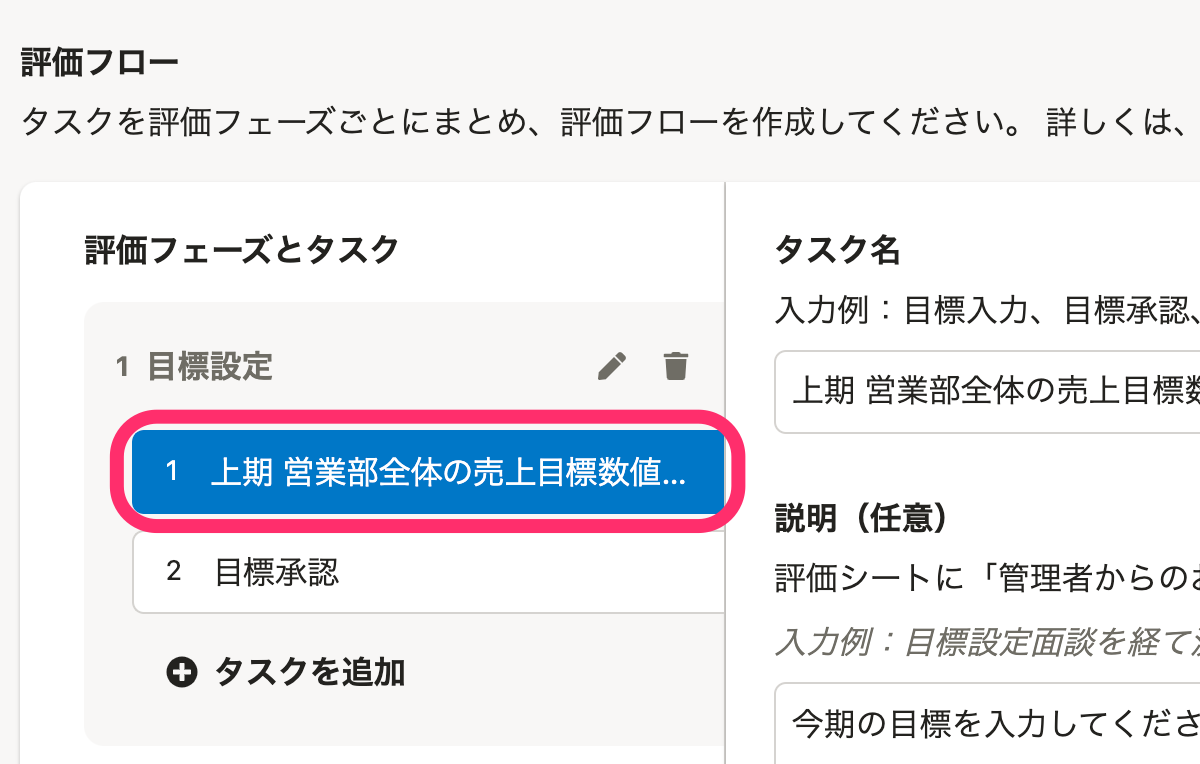 評価フロー
タスクを評価フェーズごとにまとめ、評価フローを作成してください。 詳しくは、
評価フェーズとタスク
1 目標設定
1 上期 営業部全体の売上目標数値...
2 目標承認
タスクを追加
タスク名
入力例：目標入力、目標承認、
上期 営業部全体の売上目標数
説明（任意）
評価シートに「管理者からのお
入力例：目標設定面談を経て決
今期の目標を入力してくださ